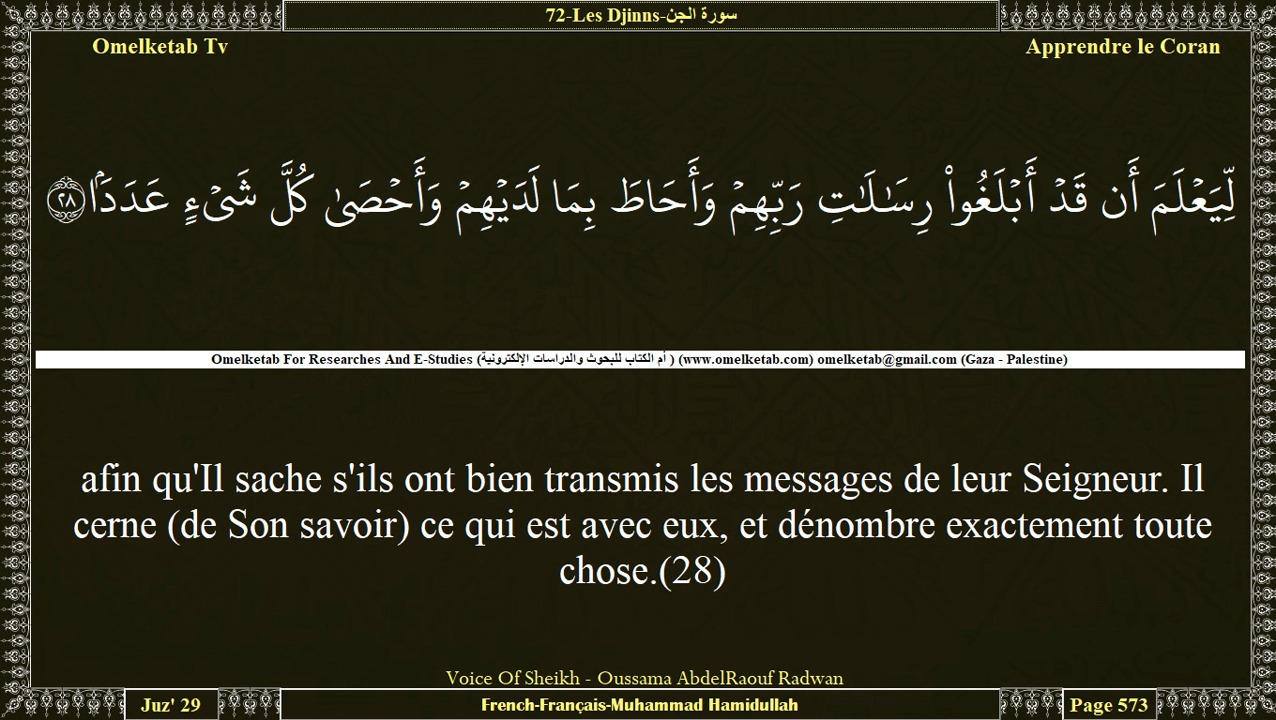 72-Les Djinns-سورة الجن
Omelketab Tv
Apprendre le Coran
لِّيَعْلَمَ أَن قَدْ أَبْلَغُوا۟ رِسَـٰلَـٰتِ رَبِّهِمْ وَأَحَاطَ بِمَا لَدَيْهِمْ وَأَحْصَىٰ كُلَّ شَىْءٍ عَدَدًۢا ٢٨
Omelketab For Researches And E-Studies (أم الكتاب للبحوث والدراسات الإلكترونية ) (www.omelketab.com) omelketab@gmail.com (Gaza - Palestine)
afin qu'Il sache s'ils ont bien transmis les messages de leur Seigneur. Il
cerne (de Son savoir) ce qui est avec eux, et dénombre exactement toute
chose.(28)
Voice Of Sheikh - Oussama AbdelRaouf Radwan
Juz' 29
French-Français-Muhammad Hamidullah
Page 573